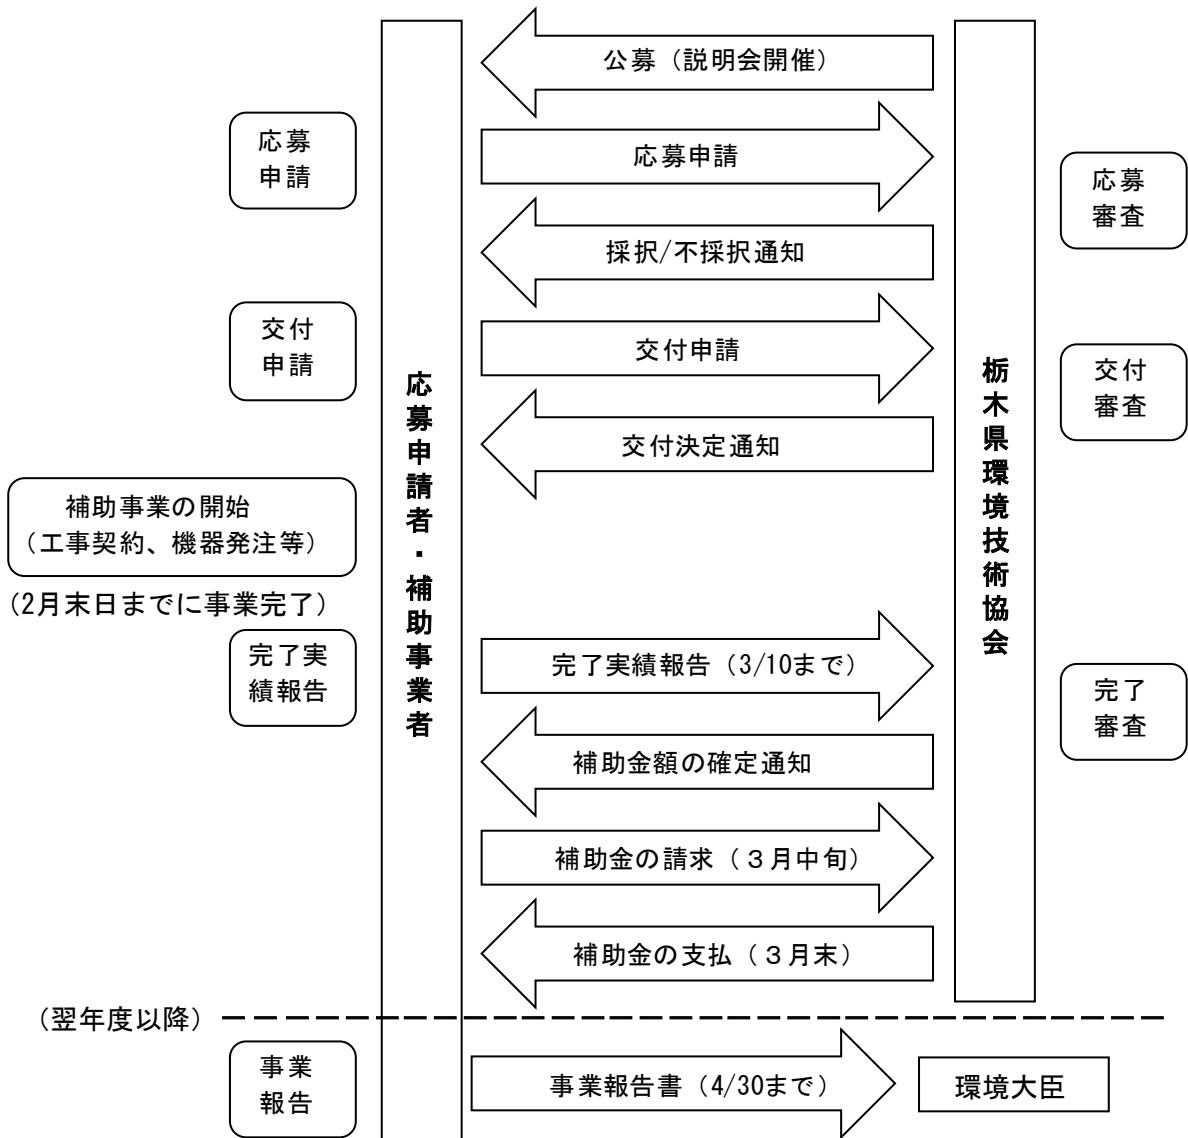 公募（説明会開催）
応募
申請
応募申請
応募
審査
採択/不採択通知
交付
申請
交付申請
交付
審査
応募申請者・補助事業者
栃木県環境技術協会
交付決定通知
補助事業の開始
（工事契約、機器発注等）
（2月末日までに事業完了）
完了実
績報告
完了実績報告（3/10まで）
完了
審査
補助金額の確定通知
補助金の請求（３月中旬）
補助金の支払（３月末）
（翌年度以降）
事業
報告
事業報告書（4/30まで）
環境大臣